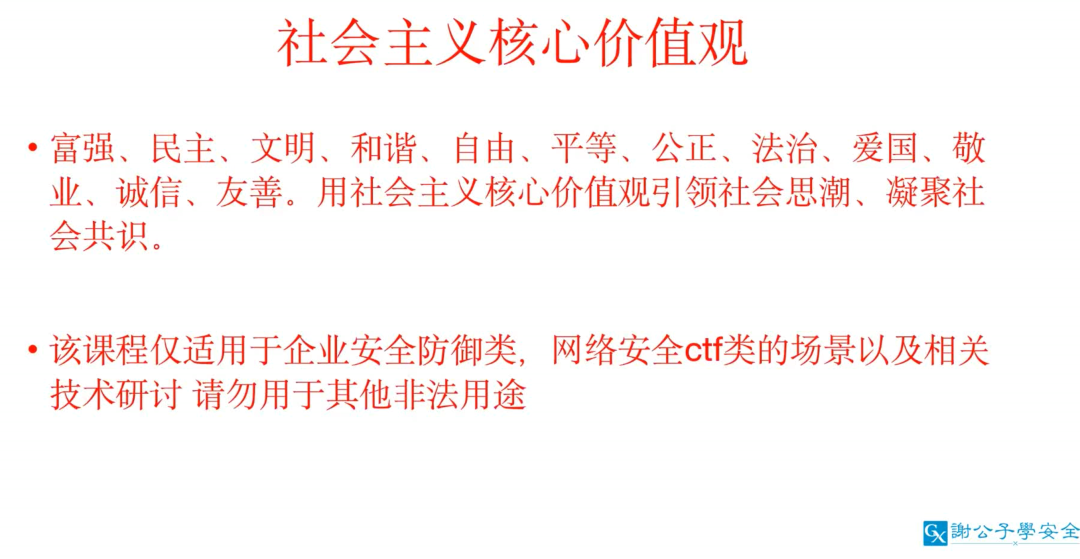 社会主义核心价值观
• 富强、民主、文明、和谐、自由、平等、公正、法治、爱国、敬
业、诚信、友善。用社会主义核心价值观引领社会思潮、凝聚社
会共识。
• 该课程仅适用于企业安全防御类，网络安全ctf类的场景以及相关
技术研讨 请勿用于其他非法用途
GX 謝公子學安全